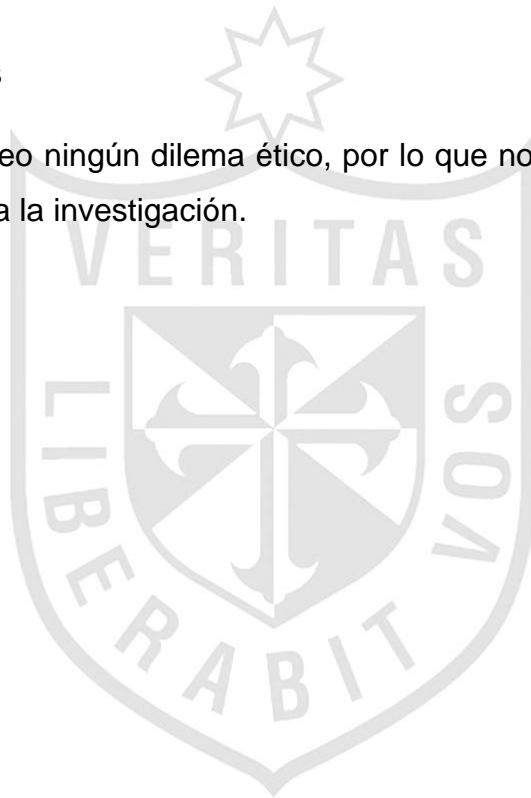 s
eo ningún dilema ético, por lo que no
a la investigación.
VERITAS
LIBERABIT VOS